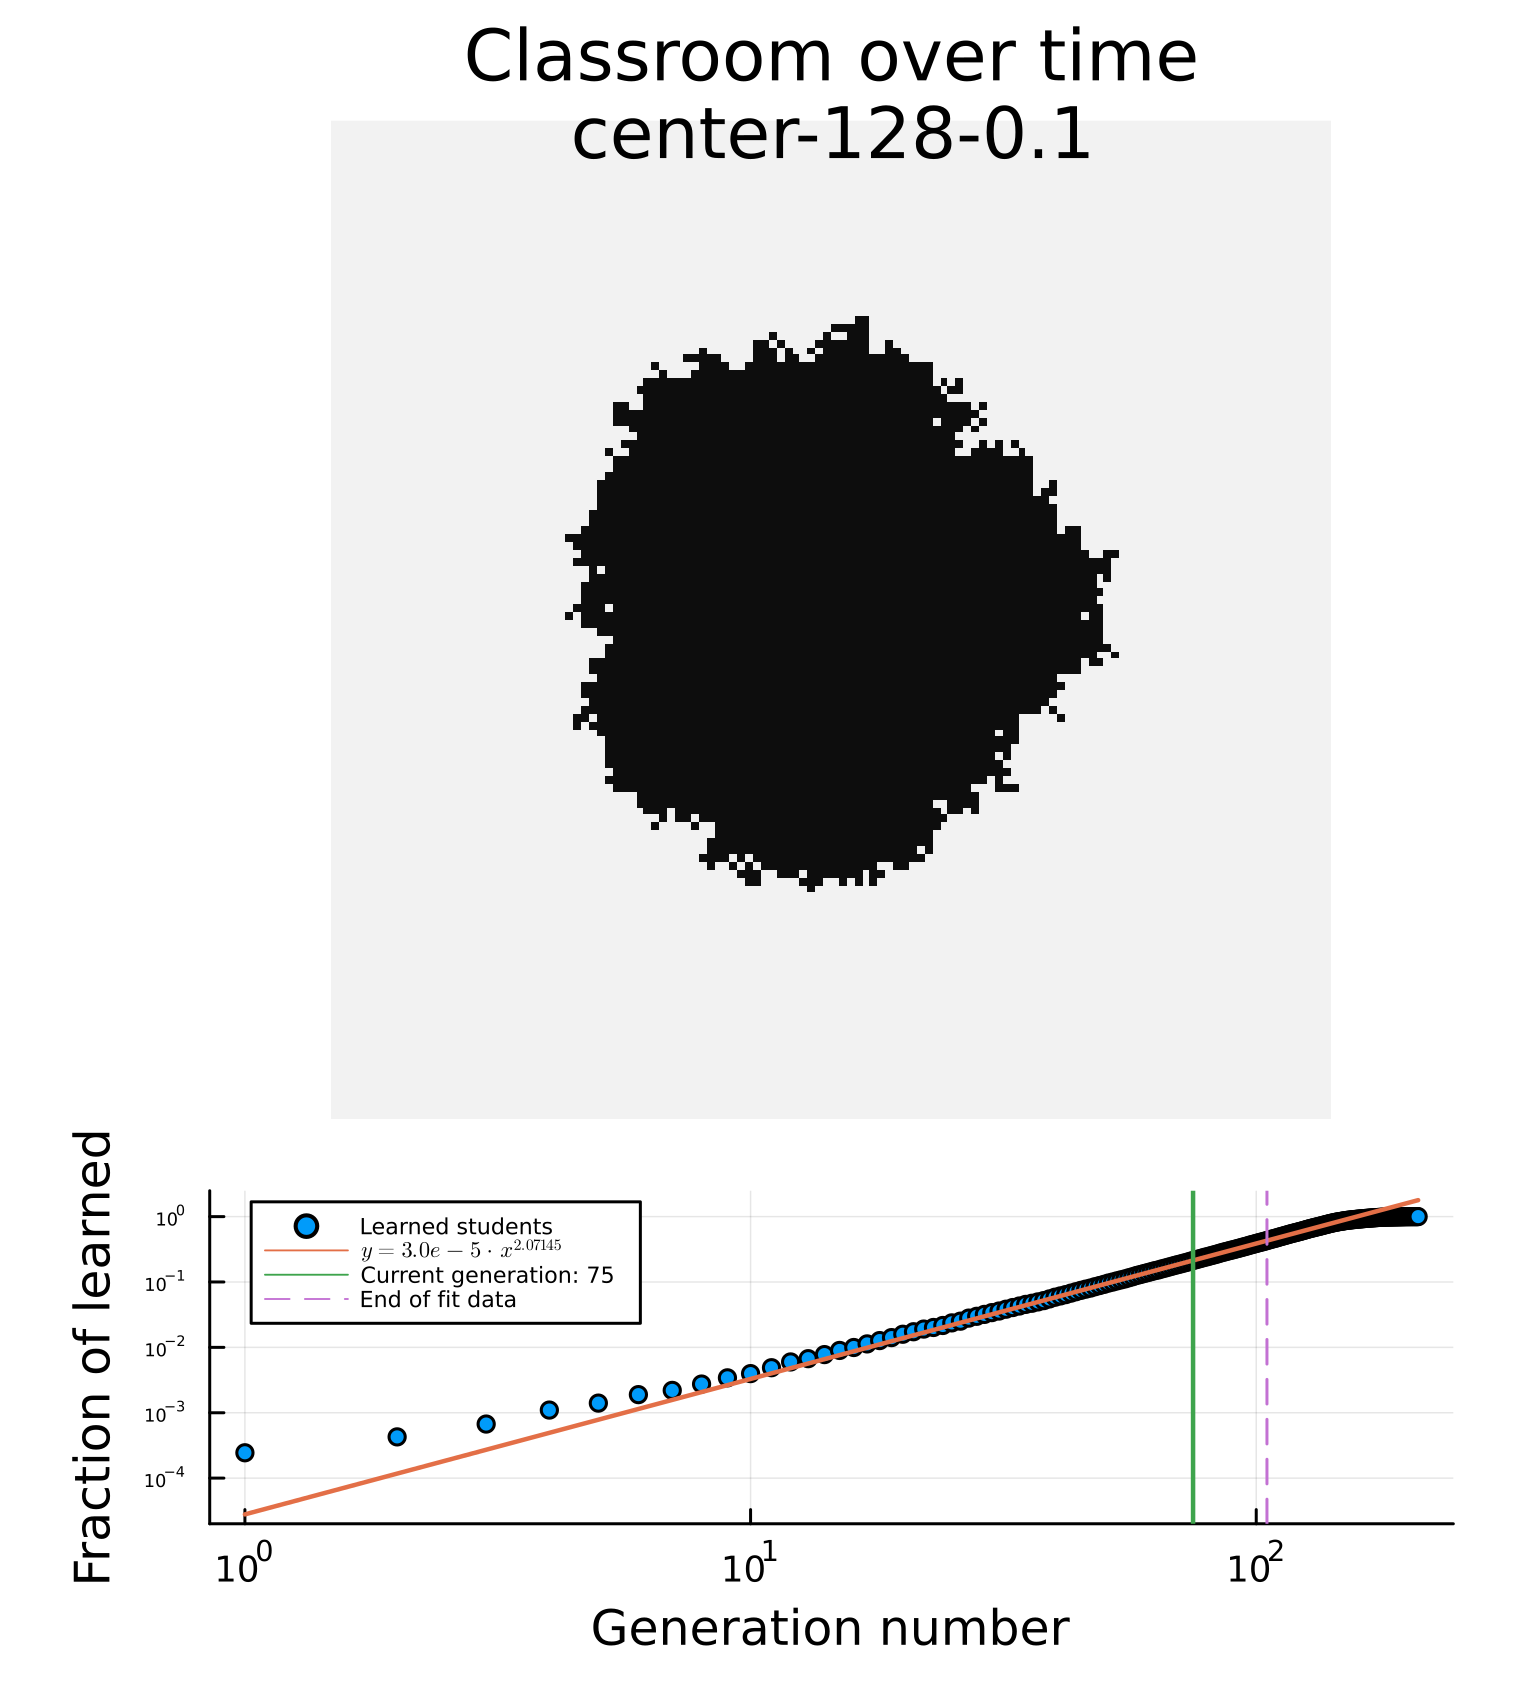 Classroom over time
center-128-0.1
Fraction of learned
10⁰
10⁻¹
10⁻²
10⁻³
10⁻⁴
Learned students
y = 3.0e − 5 · x^2.07145
Current generation: 75
End of fit data
10⁰ 10¹ 10²
Generation number